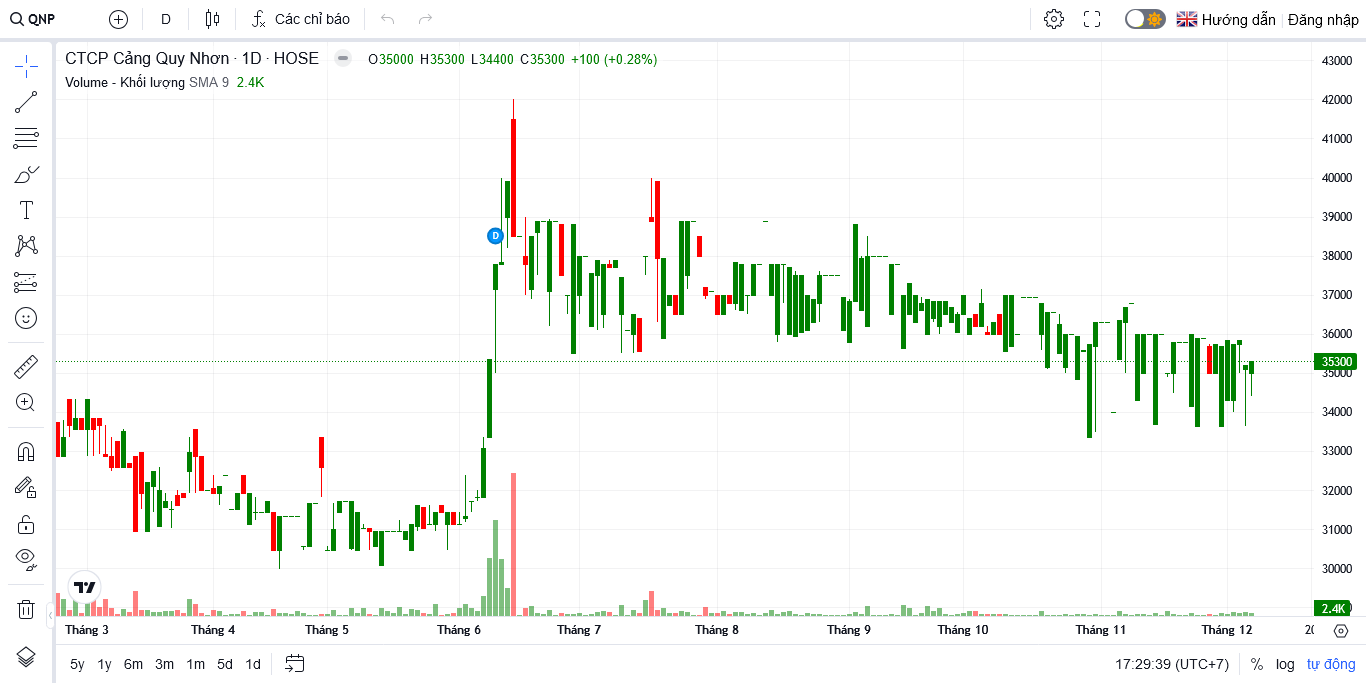 QNP D Các chỉ báo Hướng dẫn Đăng nhập
CTCP Cảng Quy Nhơn · 1D · HOSE O35000 H35300 L34400 C35300 +100 (+0.28%)
Volume - Khối lượng SMA 9 2.4K
43000
42000
41000
40000
39000
D
38000
37000
36000
35300
35000
34000
33000
32000
31000
30000
2.4K
Tháng 3 Tháng 4 Tháng 5 Tháng 6 Tháng 7 Tháng 8 Tháng 9 Tháng 10 Tháng 11 Tháng 12
5y 1y 6m 3m 1m 5d 1d 17:29:39 (UTC+7) % log tự động